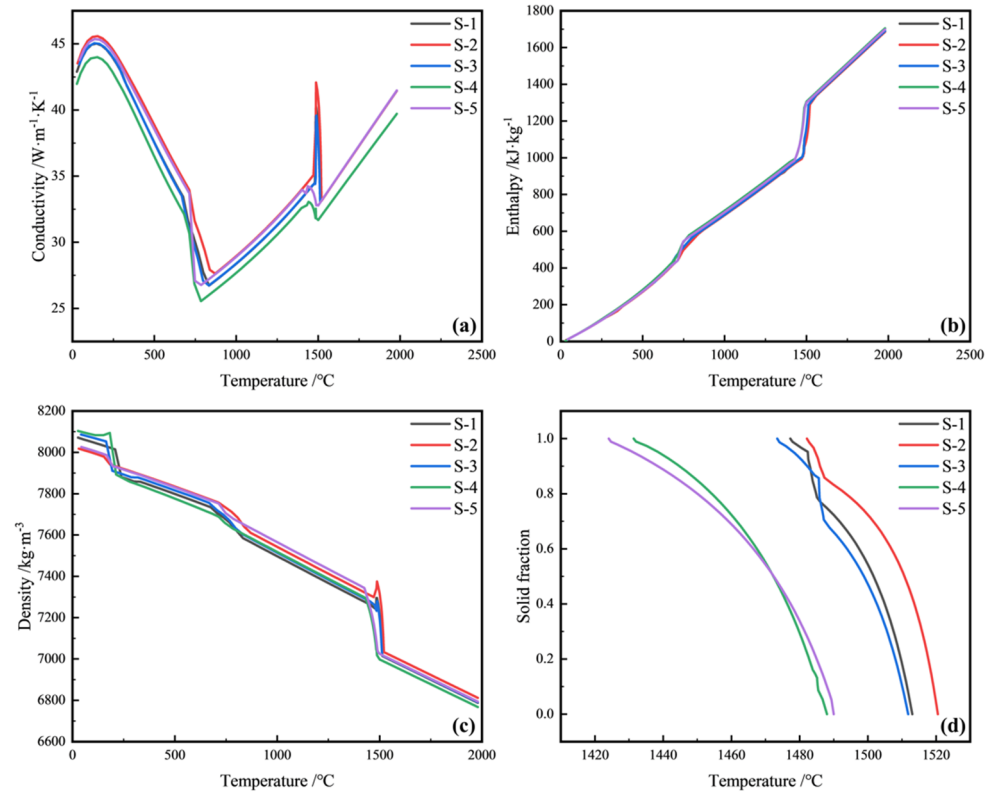 45
40
35
30
25
Conductivity /W·m⁻¹·K⁻¹
S-1
S-2
S-3
S-4
S-5
(a)
0
500
1000
1500
2000
2500
Temperature /°C
1800
1600
1400
1200
1000
800
600
400
200
0
Enthalpy /kJ·kg⁻¹
S-1
S-2
S-3
S-4
S-5
(b)
0
500
1000
1500
2000
2500
Temperature /°C
8200
8000
7800
7600
7400
7200
7000
6800
6600
Density /kg·m⁻³
S-1
S-2
S-3
S-4
S-5
(c)
0
500
1000
1500
2000
Temperature /°C
1.0
0.8
0.6
0.4
0.2
0.0
Solid fraction
S-1
S-2
S-3
S-4
S-5
(d)
1420
1440
1460
1480
1500
1520
Temperature /°C